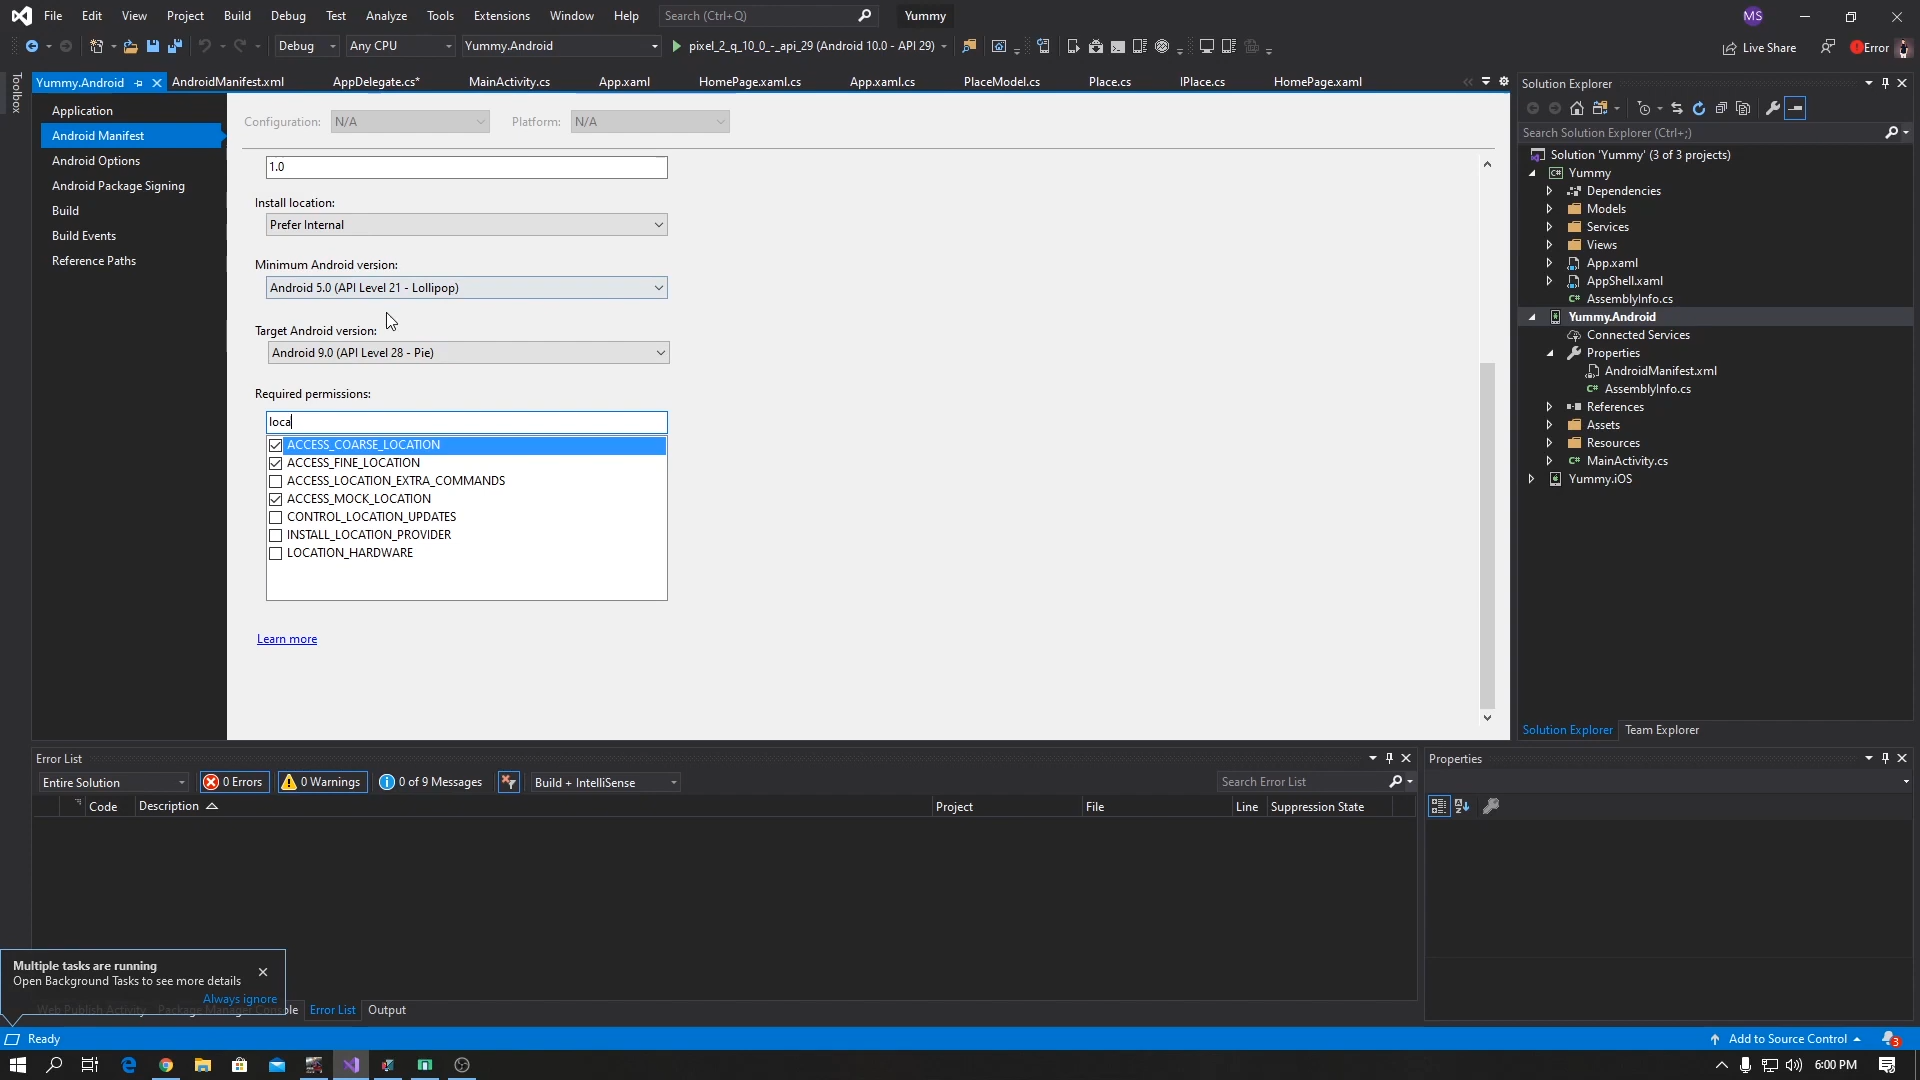 File Edit View Project Build Debug Test Analyze Tools Extensions Window Help Search (Ctrl+Q) Yummy MS
Debug Any CPU Yummy.Android pixel_2_q_10_0_-_api_29 (Android 10.0 - API 29) Live Share Error
Toolbox
Yummy.Android AndroidManifest.xml AppDelegate.cs* MainActivity.cs App.xaml HomePage.xaml.cs App.xaml.cs PlaceModel.cs Place.cs IPlace.cs HomePage.xaml
Application
Android Manifest
Android Options
Android Package Signing
Build
Build Events
Reference Paths
Configuration: N/A Platform: N/A
1.0
Install location:
Prefer Internal
Minimum Android version:
Android 5.0 (API Level 21 - Lollipop)
Target Android version:
Android 9.0 (API Level 28 - Pie)
Required permissions:
loca
ACCESS_COARSE_LOCATION
ACCESS_FINE_LOCATION
ACCESS_LOCATION_EXTRA_COMMANDS
ACCESS_MOCK_LOCATION
CONTROL_LOCATION_UPDATES
INSTALL_LOCATION_PROVIDER
LOCATION_HARDWARE
Learn more
Solution Explorer
Search Solution Explorer (Ctrl+;)
Solution 'Yummy' (3 of 3 projects)
Yummy
Dependencies
Models
Services
Views
App.xaml
AppShell.xaml
AssemblyInfo.cs
Yummy.Android
Connected Services
Properties
AndroidManifest.xml
AssemblyInfo.cs
References
Assets
Resources
MainActivity.cs
Yummy.iOS
Solution Explorer Team Explorer
Error List
Entire Solution 0 Errors 0 Warnings 0 of 9 Messages Build + IntelliSense Search Error List
Code Description Project File Line Suppression State
Properties
Multiple tasks are running
Open Background Tasks to see more details
Always ignore
Web Publish Activity Package Manager Console Error List Output
Ready Add to Source Control 3
6:00 PM